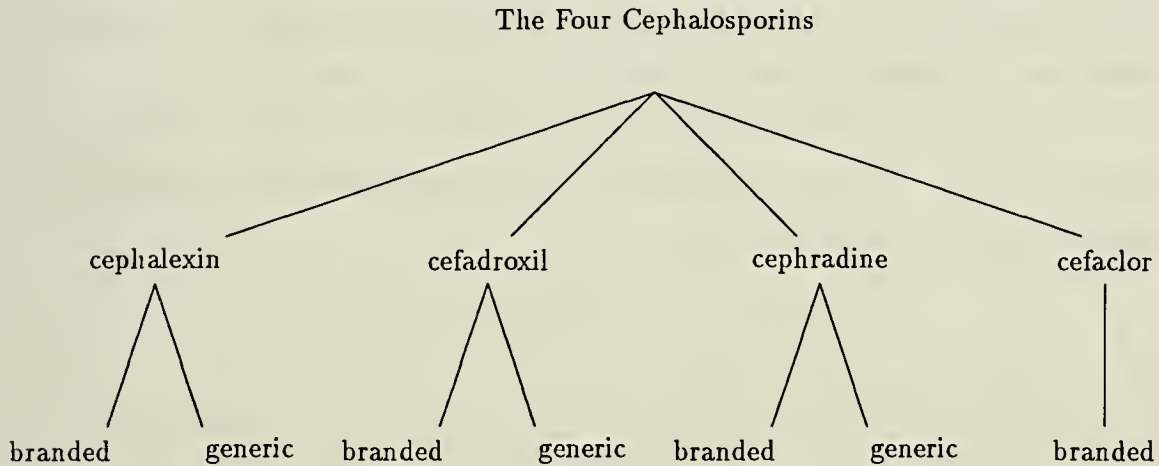 The Four Cephalosporins
cephalexin cefadroxil cephradine cefaclor
branded generic branded generic branded generic branded